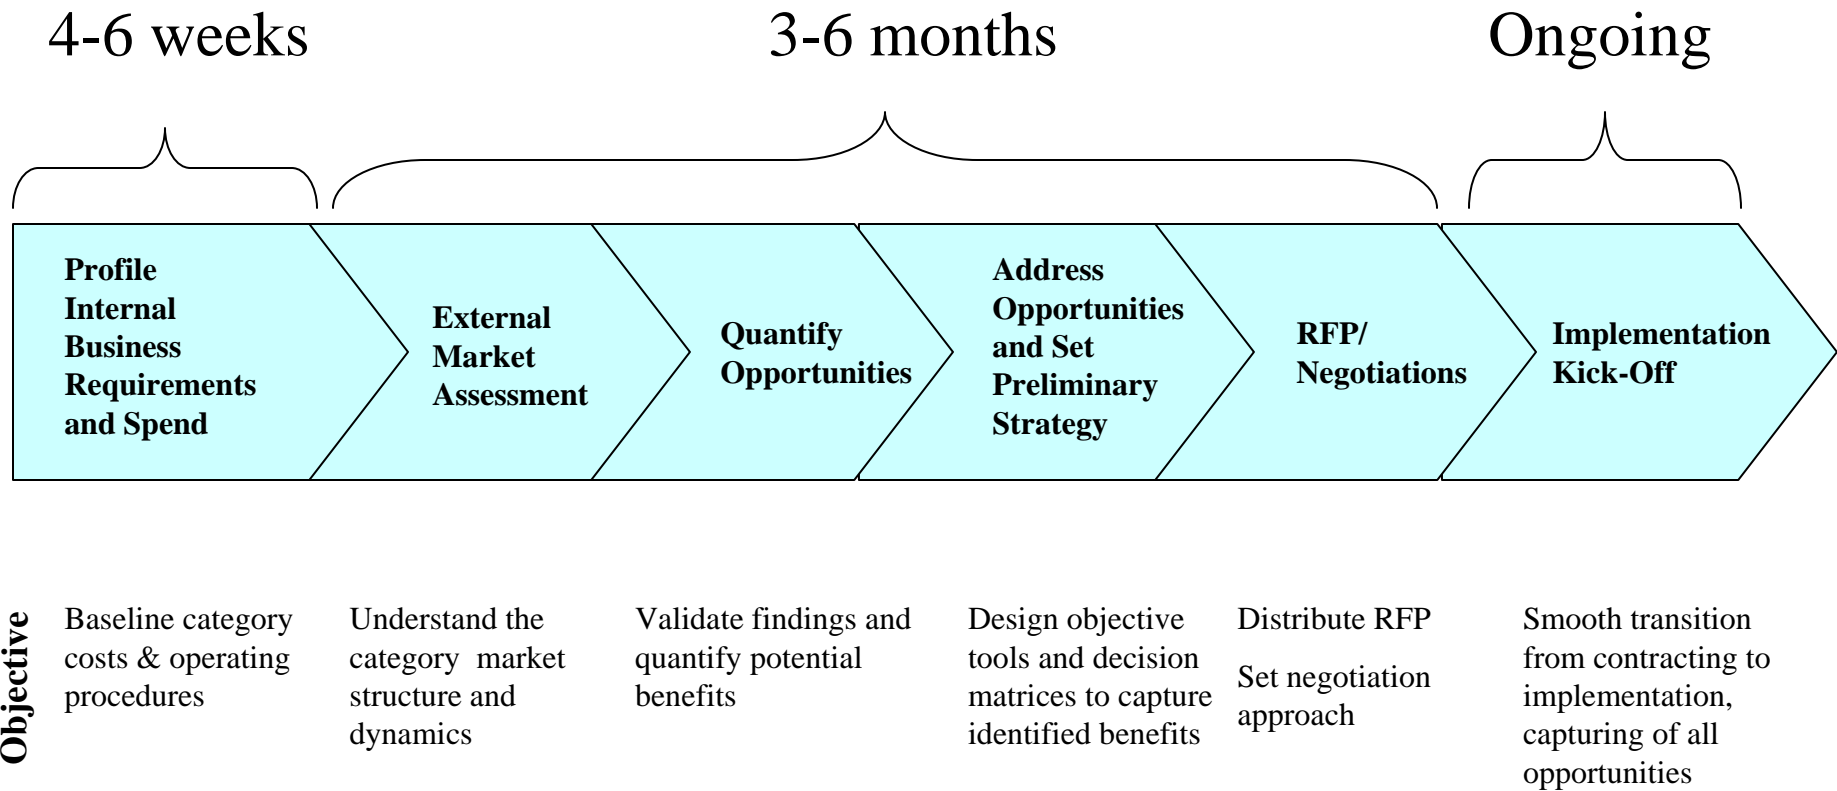 4-6 weeks
3-6 months
Ongoing
Profile
Internal
Business
Requirements
and Spend
External
Market
Assessment
Quantify
Opportunities
Address
Opportunities
and Set
Preliminary
Strategy
RFP/
Negotiations
Implementation
Kick-Off
Objective
Baseline category
costs & operating
procedures
Understand the
category market
structure and
dynamics
Validate findings and
quantify potential
benefits
Design objective
tools and decision
matrices to capture
identified benefits
Distribute RFP
Set negotiation
approach
Smooth transition
from contracting to
implementation,
capturing of all
opportunities